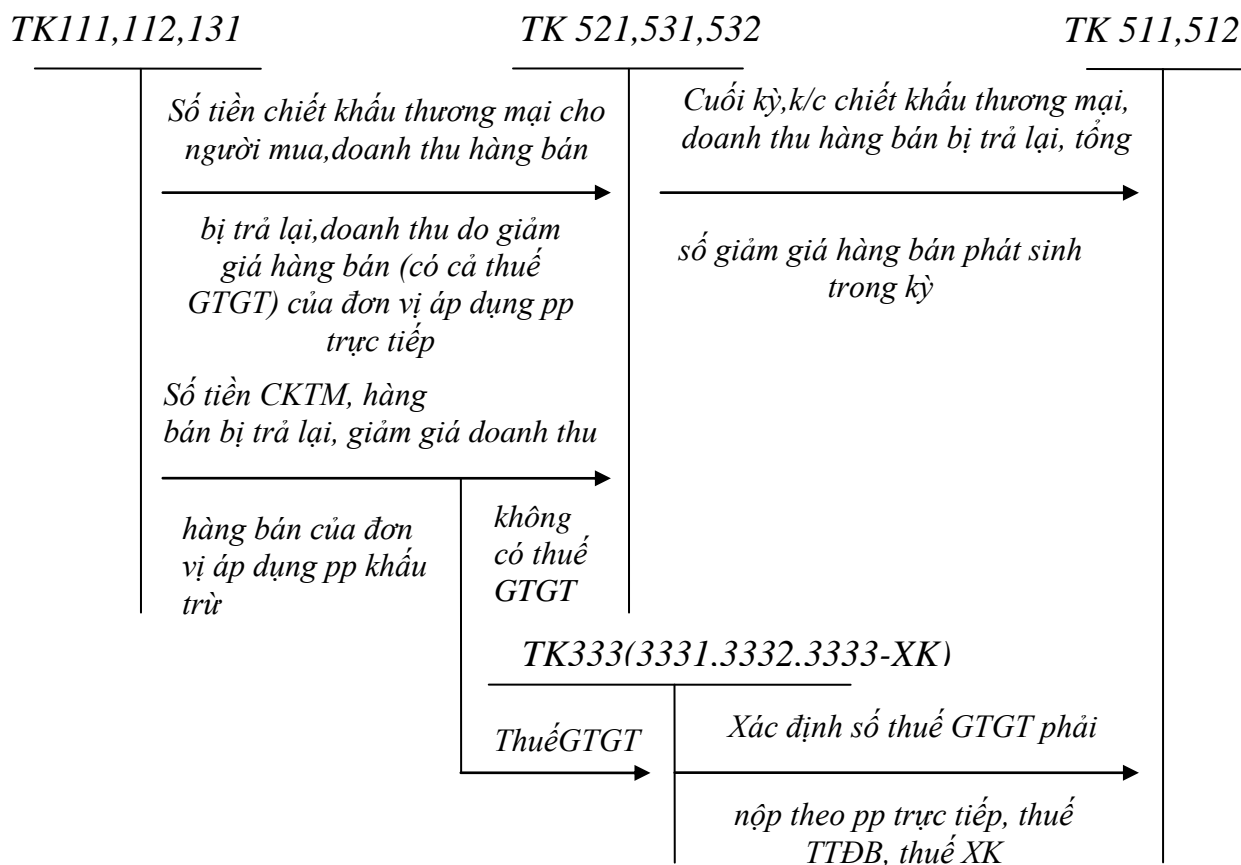 TK111,112,131
TK 521,531,532
TK 511,512
Số tiền chiết khấu thương mại cho
người mua,doanh thu hàng bán
bị trả lại,doanh thu do giảm
giá hàng bán (có cả thuế
GTGT) của đơn vị áp dụng pp
trực tiếp
Cuối kỳ,k/c chiết khấu thương mại,
doanh thu hàng bán bị trả lại, tổng
số giảm giá hàng bán phát sinh
trong kỳ
Số tiền CKTM, hàng
bán bị trả lại, giảm giá doanh thu
hàng bán của đơn
vị áp dụng pp khấu
trừ
không
có thuế
GTGT
TK333(3331,3332,3333-XK)
ThuếGTGT
Xác định số thuế GTGT phải
nộp theo pp trực tiếp, thuế
TTĐB, thuế XK